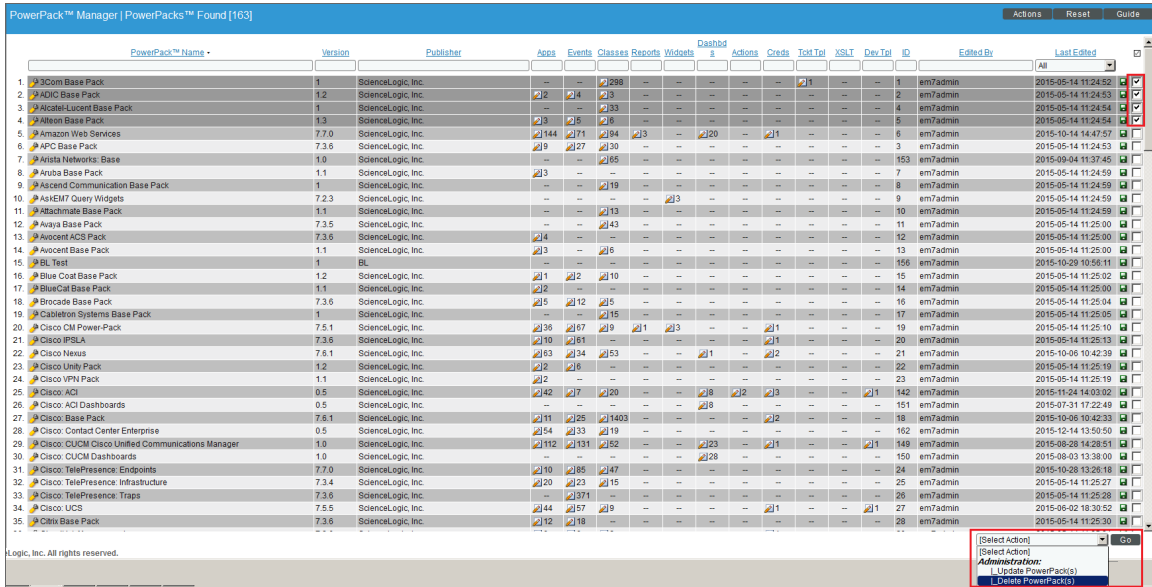 PowerPack™ Manager | PowerPacks™ Found [163] Actions Reset Guide
PowerPack™ Name • Version Publisher Apps Events Classes Reports Widgets Dashbds Actions Creds Tckt Tpl XSLT Dev Tpl ID Edited By Last Edited
All
1. 3Com Base Pack 1 ScienceLogic, Inc. -- -- 298 -- -- -- -- -- 1 -- -- 1 em7admin 2015-05-14 11:24:52
2. ADIC Base Pack 1.2 ScienceLogic, Inc. 2 4 3 -- -- -- -- -- -- -- -- 2 em7admin 2015-05-14 11:24:53
3. Alcatel-Lucent Base Pack 1 ScienceLogic, Inc. -- -- 33 -- -- -- -- -- -- -- -- 4 em7admin 2015-05-14 11:24:54
4. Alteon Base Pack 1.3 ScienceLogic, Inc. 3 5 6 -- -- -- -- -- -- -- -- 5 em7admin 2015-05-14 11:24:54
5. Amazon Web Services 7.7.0 ScienceLogic, Inc. 144 71 94 3 -- 20 -- 1 -- -- -- 6 em7admin 2015-10-14 14:47:57
6. APC Base Pack 7.3.6 ScienceLogic, Inc. 9 27 30 -- -- -- -- -- -- -- -- 3 em7admin 2015-05-14 11:24:53
7. Arista Networks: Base 1.0 ScienceLogic, Inc. -- -- 65 -- -- -- -- -- -- -- -- 153 em7admin 2015-09-04 11:37:45
8. Aruba Base Pack 1.1 ScienceLogic, Inc. 3 -- -- -- -- -- -- -- -- -- -- 7 em7admin 2015-05-14 11:24:59
9. Ascend Communication Base Pack 1 ScienceLogic, Inc. -- -- 19 -- -- -- -- -- -- -- -- 8 em7admin 2015-05-14 11:24:59
10. AskEM7 Query Widgets 7.2.3 ScienceLogic, Inc. -- -- -- -- 3 -- -- -- -- -- -- 9 em7admin 2015-05-14 11:24:59
11. Attachmate Base Pack 1.1 ScienceLogic, Inc. -- -- 13 -- -- -- -- -- -- -- -- 10 em7admin 2015-05-14 11:24:59
12. Avaya Base Pack 7.3.5 ScienceLogic, Inc. -- -- 43 -- -- -- -- -- -- -- -- 11 em7admin 2015-05-14 11:25:00
13. Avocent ACS Pack 7.3.6 ScienceLogic, Inc. 4 -- -- -- -- -- -- -- -- -- -- 12 em7admin 2015-05-14 11:25:00
14. Avocent Base Pack 1.1 ScienceLogic, Inc. 3 -- 6 -- -- -- -- -- -- -- -- 13 em7admin 2015-05-14 11:25:00
15. BL Test 1 BL -- -- -- -- -- -- -- -- -- -- -- 156 em7admin 2015-10-29 10:56:11
16. Blue Coat Base Pack 1.2 ScienceLogic, Inc. 1 2 10 -- -- -- -- -- -- -- -- 15 em7admin 2015-05-14 11:25:02
17. BlueCat Base Pack 1.1 ScienceLogic, Inc. 2 -- -- -- -- -- -- -- -- -- -- 14 em7admin 2015-05-14 11:25:00
18. Brocade Base Pack 7.3.6 ScienceLogic, Inc. 5 12 5 -- -- -- -- -- -- -- -- 16 em7admin 2015-05-14 11:25:04
19. Cabletron Systems Base Pack 1 ScienceLogic, Inc. -- -- 15 -- -- -- -- -- -- -- -- 17 em7admin 2015-05-14 11:25:05
20. Cisco CM Power-Pack 7.5.1 ScienceLogic, Inc. 36 67 9 1 3 -- -- 1 -- -- -- 19 em7admin 2015-05-14 11:25:10
21. Cisco IPSLA 7.3.6 ScienceLogic, Inc. 10 61 -- -- -- -- -- 1 -- -- -- 20 em7admin 2015-05-14 11:25:13
22. Cisco Nexus 7.6.1 ScienceLogic, Inc. 63 34 53 -- -- 1 -- 2 -- -- -- 21 em7admin 2015-10-06 10:42:39
23. Cisco Unity Pack 1.2 ScienceLogic, Inc. 2 6 -- -- -- -- -- -- -- -- -- 22 em7admin 2015-05-14 11:25:19
24. Cisco VPN Pack 1.1 ScienceLogic, Inc. 2 -- -- -- -- -- -- -- -- -- -- 23 em7admin 2015-05-14 11:25:19
25. Cisco: ACI 0.5 ScienceLogic, Inc. 42 7 20 -- -- 8 2 3 -- -- 1 142 em7admin 2015-11-24 14:03:02
26. Cisco: ACI Dashboards 0.5 ScienceLogic, Inc. -- -- -- -- -- 8 -- -- -- -- -- 151 em7admin 2015-07-31 17:22:49
27. Cisco: Base Pack 7.6.1 ScienceLogic, Inc. 11 25 1403 -- -- -- -- 2 -- -- -- 18 em7admin 2015-10-06 10:42:33
28. Cisco: Contact Center Enterprise 0.5 ScienceLogic, Inc. 54 33 19 -- -- -- -- -- -- -- -- 162 em7admin 2015-12-14 13:50:50
29. Cisco: CUCM Cisco Unified Communications Manager 1.0 ScienceLogic, Inc. 112 131 52 -- -- 23 -- 1 -- -- 1 149 em7admin 2015-08-28 14:28:51
30. Cisco: CUCM Dashboards 1.0 ScienceLogic, Inc. -- -- -- -- -- 28 -- -- -- -- -- 150 em7admin 2015-08-03 13:38:00
31. Cisco: TelePresence: Endpoints 7.7.0 ScienceLogic, Inc. 10 85 47 -- -- -- -- -- -- -- -- 24 em7admin 2015-10-28 13:26:18
32. Cisco: TelePresence: Infrastructure 7.3.4 ScienceLogic, Inc. 20 23 15 -- -- -- -- -- -- -- -- 25 em7admin 2015-05-14 11:25:27
33. Cisco: TelePresence: Traps 7.3.6 ScienceLogic, Inc. -- 371 -- -- -- -- -- -- -- -- -- 26 em7admin 2015-05-14 11:25:28
34. Cisco: UCS 7.5.5 ScienceLogic, Inc. 44 57 9 -- -- -- -- 1 -- -- 1 27 em7admin 2015-06-02 18:30:52
35. Citrix Base Pack 7.3.6 ScienceLogic, Inc. 12 18 -- -- -- -- -- -- -- -- -- 28 em7admin 2015-05-14 11:25:30
[Select Action] Go
eLogic, Inc. All rights reserved.
[Select Action]
Administration:
|_Update PowerPack(s)
|_Delete PowerPack(s)